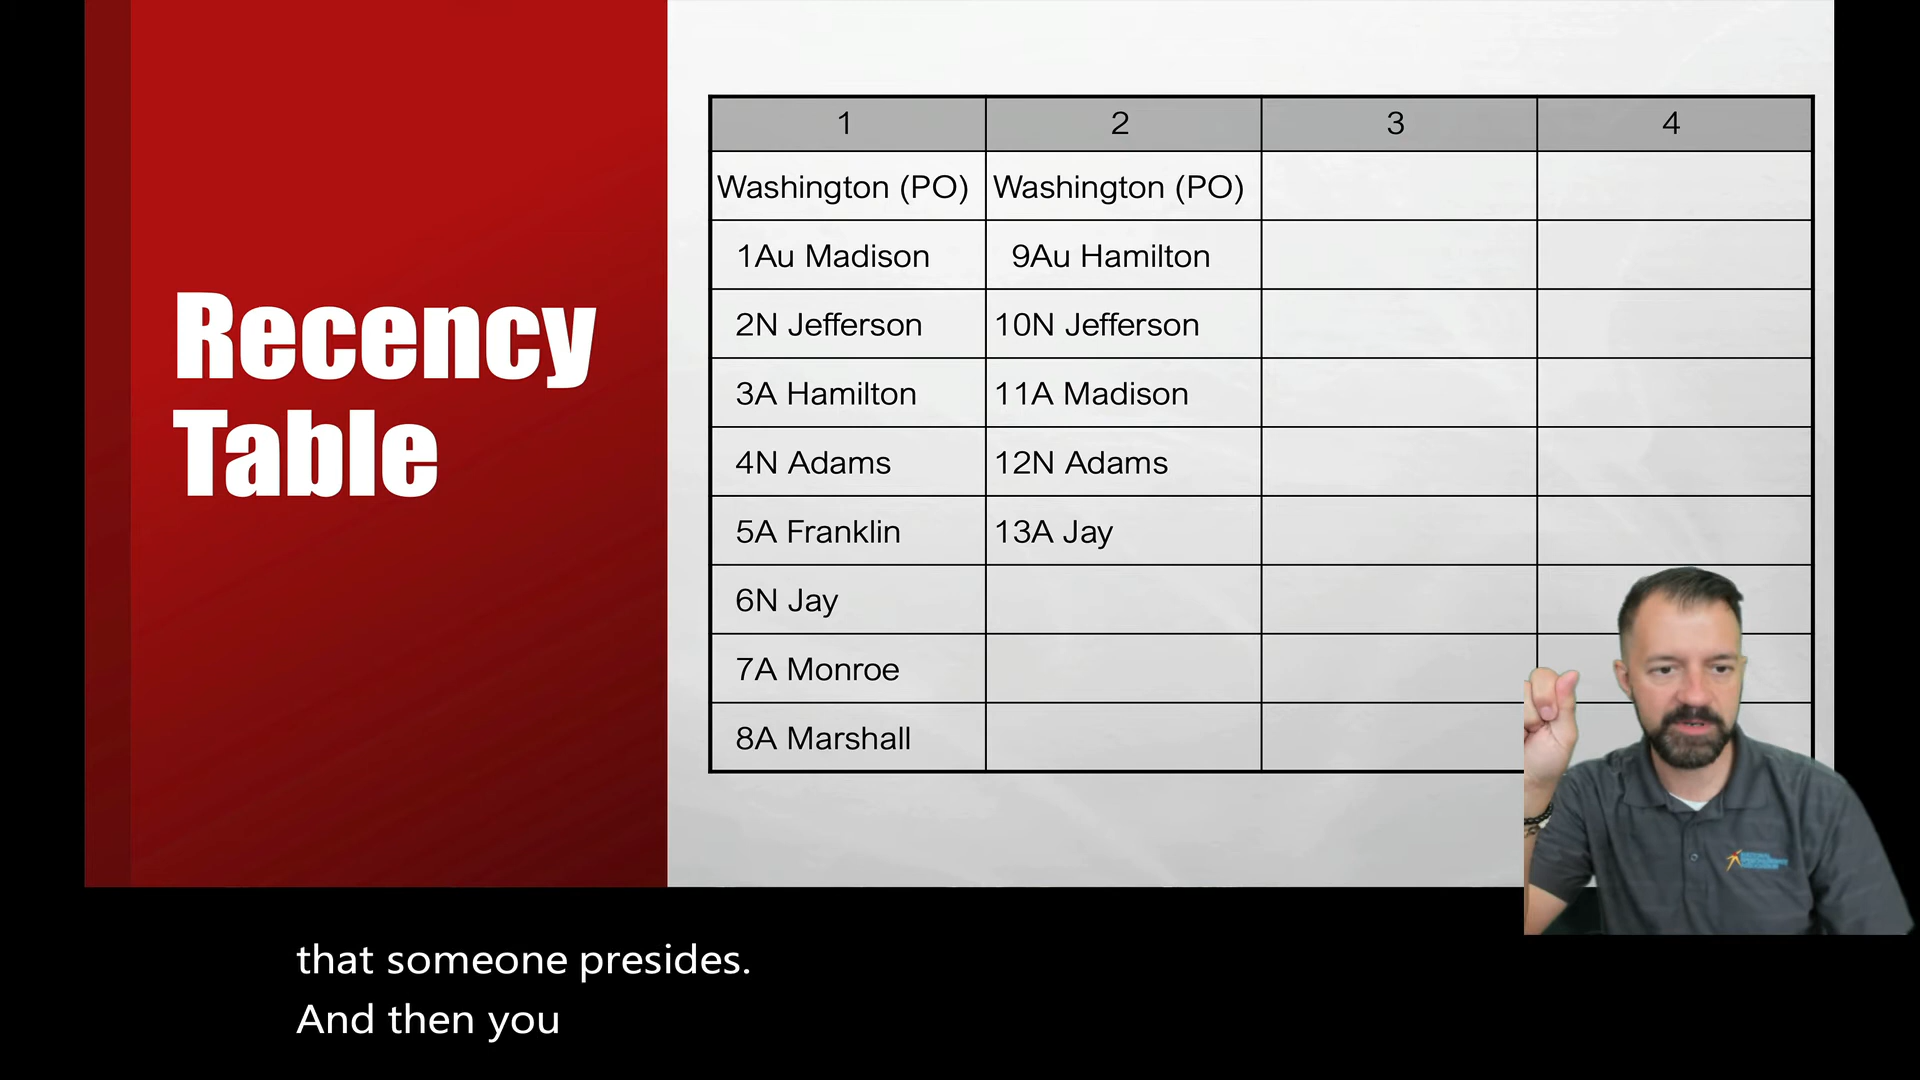 Recency
Table
1 2 3 4
Washington (PO) Washington (PO)
1Au Madison 9Au Hamilton
2N Jefferson 10N Jefferson
3A Hamilton 11A Madison
4N Adams 12N Adams
5A Franklin 13A Jay
6N Jay
7A Monroe
8A Marshall
that someone presides.
And then you